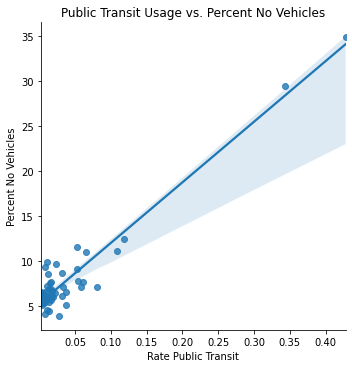 Public Transit Usage vs. Percent No Vehicles
35
30
25
20
15
10
5
Percent No Vehicles
0.05 0.10 0.15 0.20 0.25 0.30 0.35 0.40
Rate Public Transit